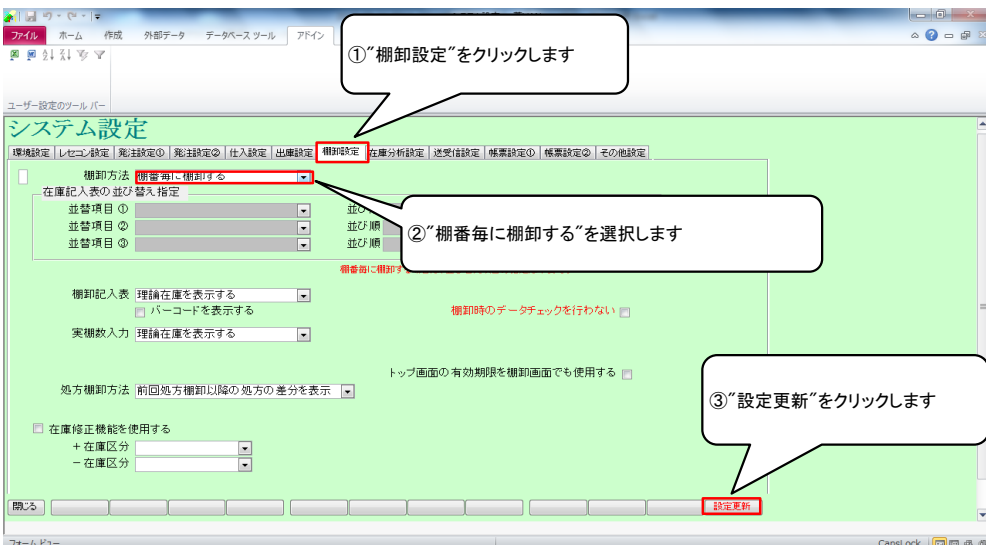 ファイル ホーム 作成 外部データ データベース ツール アドイン
①″棚卸設定″をクリックします
ユーザー設定のツール バー
システム設定
環境設定 レセコン設定 発注設定① 発注設定② 仕入設定 出庫設定 棚卸設定 在庫分析設定 送受信設定 帳票設定① 帳票設定② その他設定
棚卸方法 棚番毎に棚卸する
在庫記入表の並び替え指定
並替項目 ①
並替項目 ② 並び順
並替項目 ③ 並び順
②″棚番毎に棚卸する″を選択します
棚番毎に棚卸す
棚卸記入表 理論在庫を表示する
バーコードを表示する
棚卸時のデータチェックを行わない
実棚数入力 理論在庫を表示する
トップ画面の有効期限を棚卸画面でも使用する
処方棚卸方法 前回処方棚卸以降の処方の差分を表示
③″設定更新″をクリックします
在庫修正機能を使用する
+在庫区分
-在庫区分
閉じる 設定更新
フォーム ビュー CapsLock